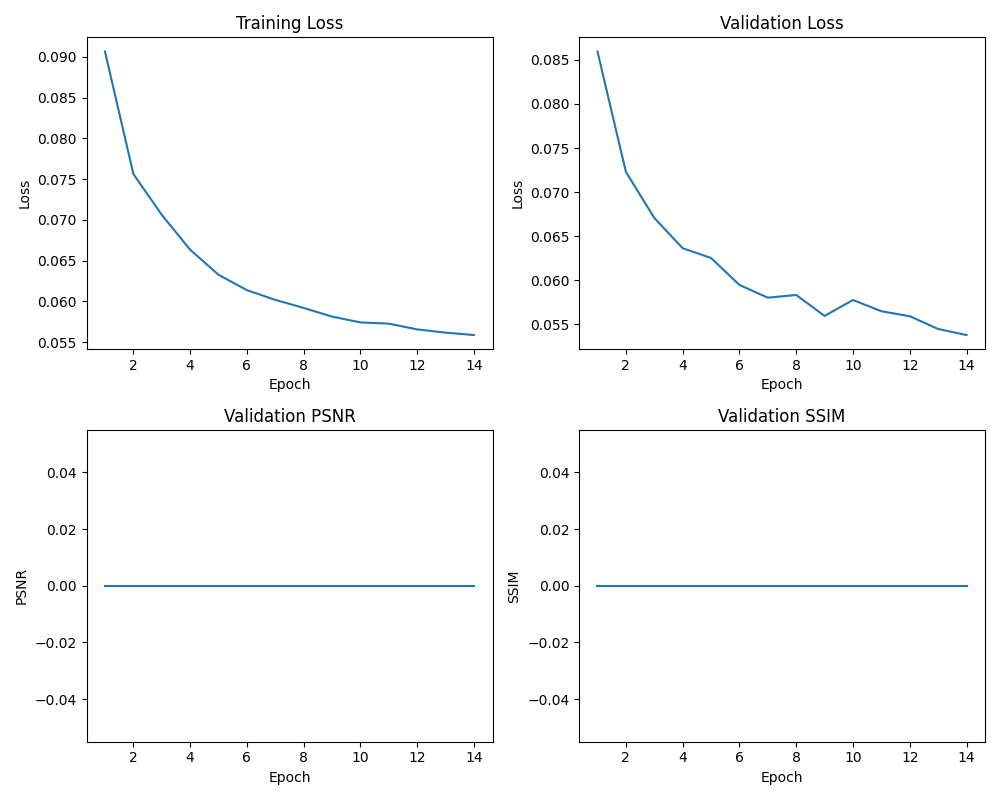 Training Loss
Validation Loss
0.090
0.085
0.080
0.075
0.070
0.065
0.060
0.055
Loss
2 4 6 8 10 12 14
Epoch
0.085
0.080
0.075
0.070
0.065
0.060
0.055
Loss
2 4 6 8 10 12 14
Epoch
Validation PSNR
Validation SSIM
0.04
0.02
0.00
−0.02
−0.04
PSNR
2 4 6 8 10 12 14
Epoch
0.04
0.02
0.00
−0.02
−0.04
SSIM
2 4 6 8 10 12 14
Epoch